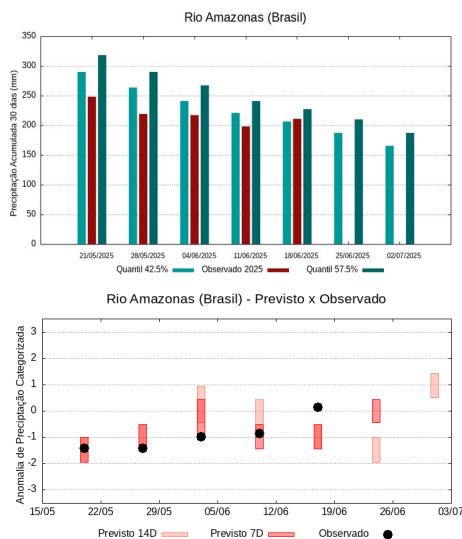 Rio Amazonas (Brasil)
Precipitação Acumulada 30 dias (mm)
350
300
250
200
150
100
50
0
21/05/2025 28/05/2025 04/06/2025 11/06/2025 18/06/2025 25/06/2025 02/07/2025
Quantil 42.5% Observado 2025 Quantil 57.5%
Rio Amazonas (Brasil) - Previsto x Observado
Anomalia de Precipitação Categorizada
3
2
1
0
-1
-2
-3
15/05 22/05 29/05 05/06 12/06 19/06 26/06 03/07
Previsto 14D Previsto 7D Observado